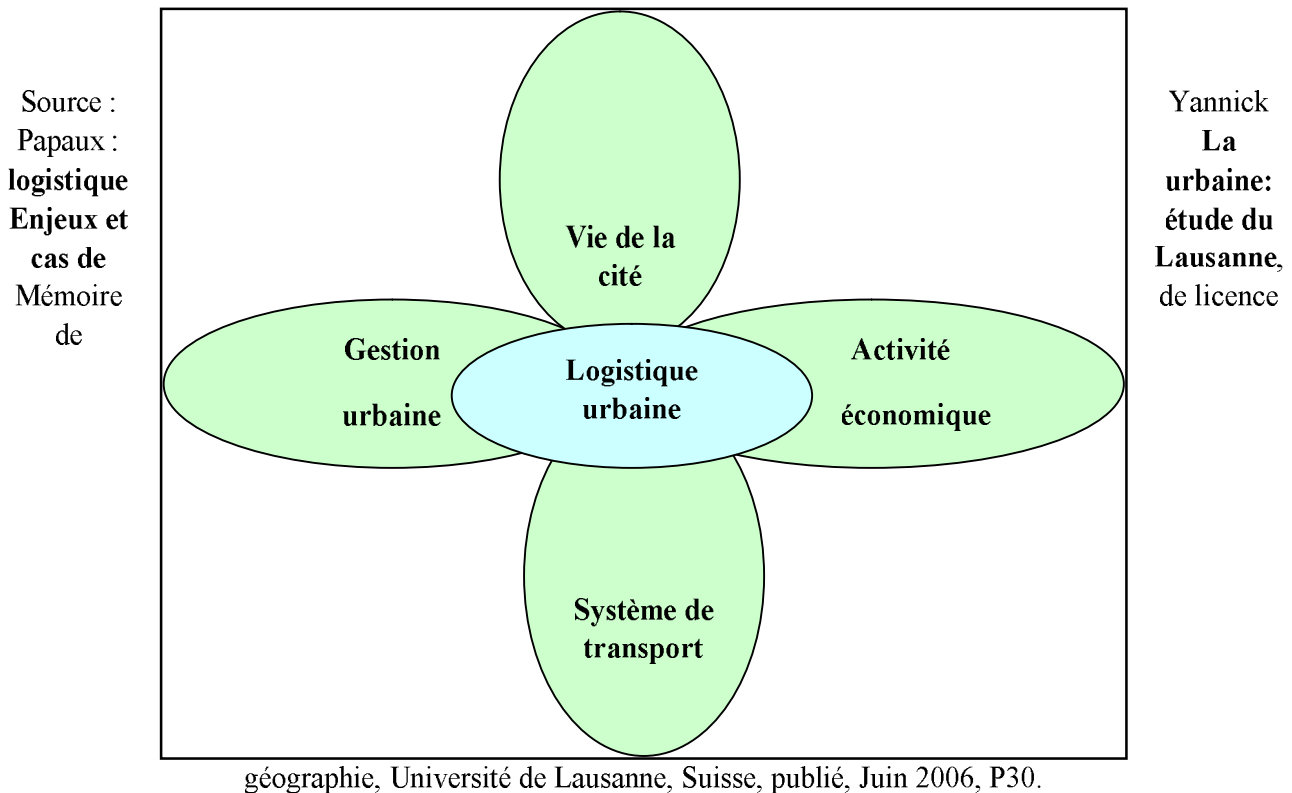 Vie de la
cité
Gestion
urbaine
Logistique
urbaine
Activité
économique
Système de
transport
Source : Yannick
Papaux : La
logistique urbaine:
Enjeux et étude du
cas de Lausanne,
Mémoire de licence
de
géographie, Université de Lausanne, Suisse, publié, Juin 2006, P30.